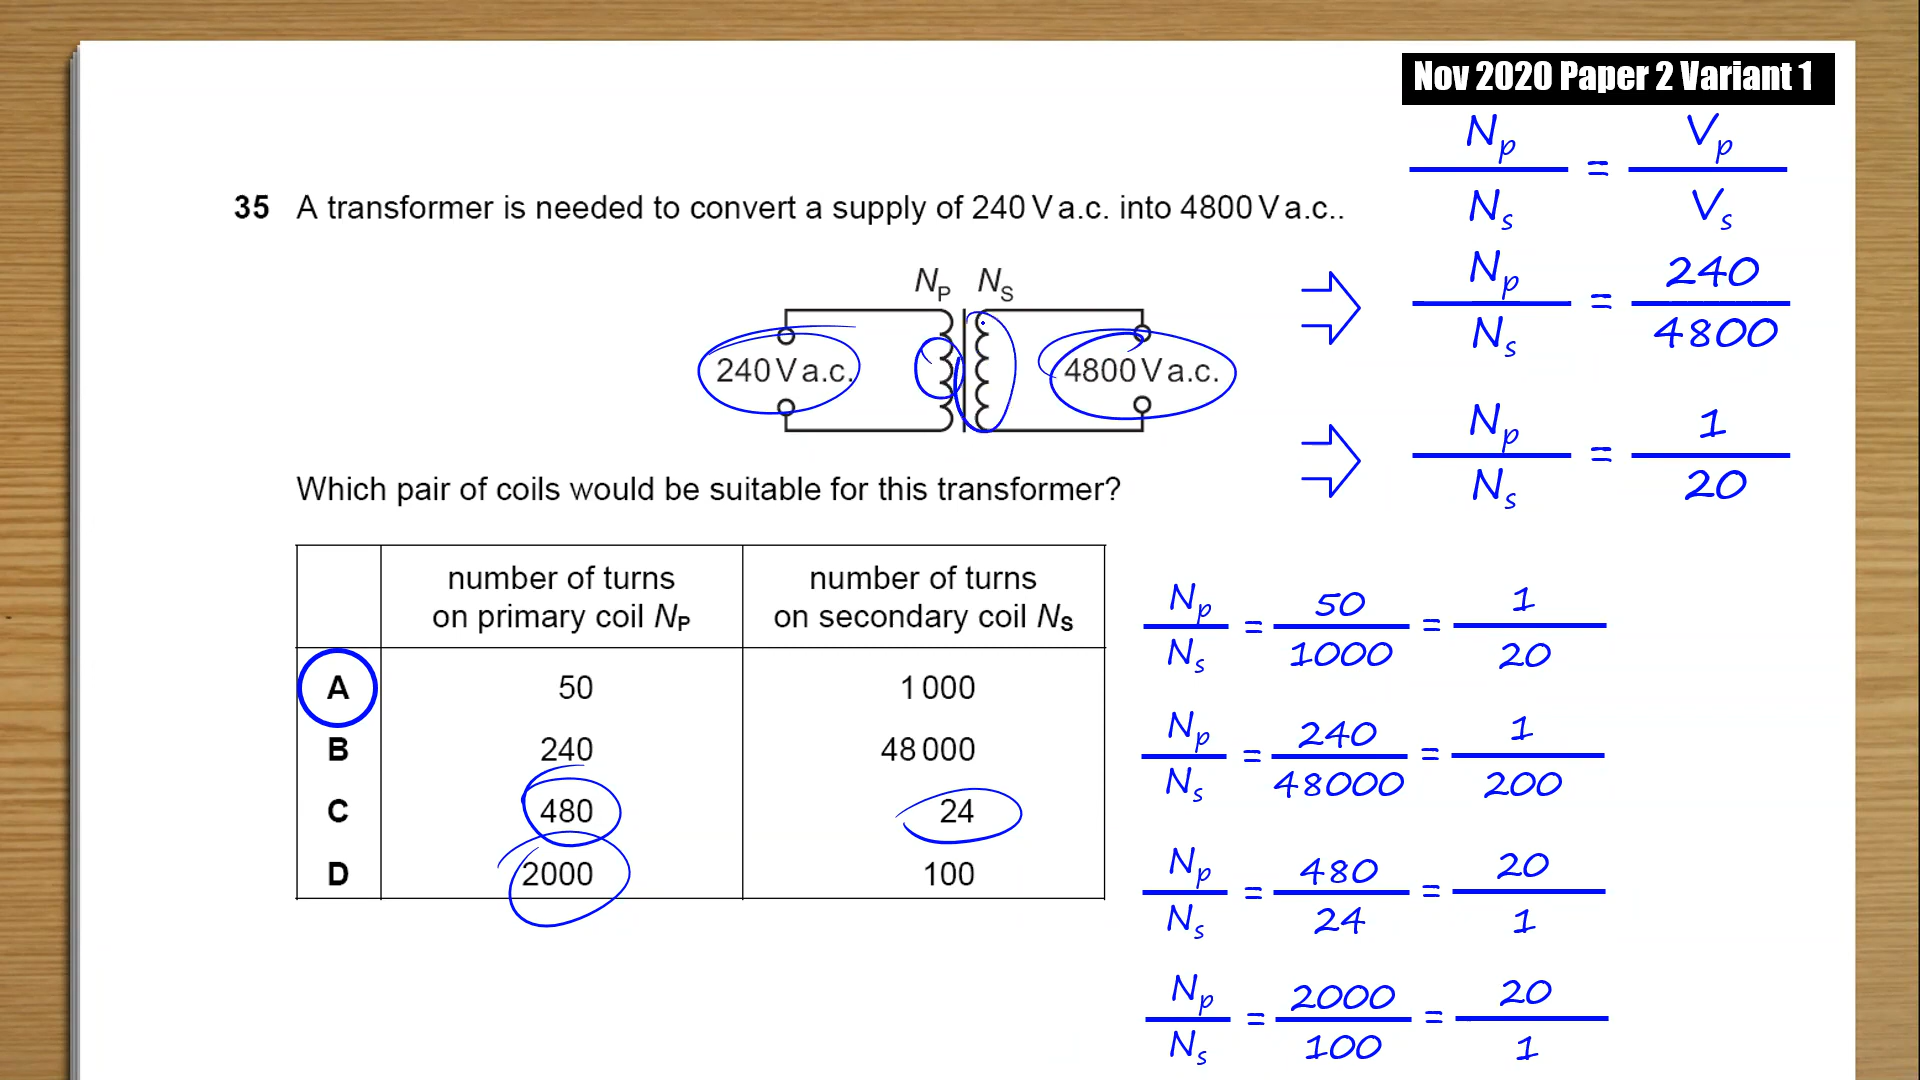 Nov 2020 Paper 2 Variant 1
35 A transformer is needed to convert a supply of 240 V a.c. into 4800 V a.c..
Np / Ns = Vp / Vs
NP NS
240 V a.c. 4800 V a.c.
⇒ Np / Ns = 240 / 4800
⇒ Np / Ns = 1 / 20
Which pair of coils would be suitable for this transformer?
number of turns on primary coil NP
number of turns on secondary coil NS
A 50 1 000
B 240 48 000
C 480 24
D 2000 100
Np / Ns = 50 / 1000 = 1 / 20
Np / Ns = 240 / 48000 = 1 / 200
Np / Ns = 480 / 24 = 20 / 1
Np / Ns = 2000 / 100 = 20 / 1